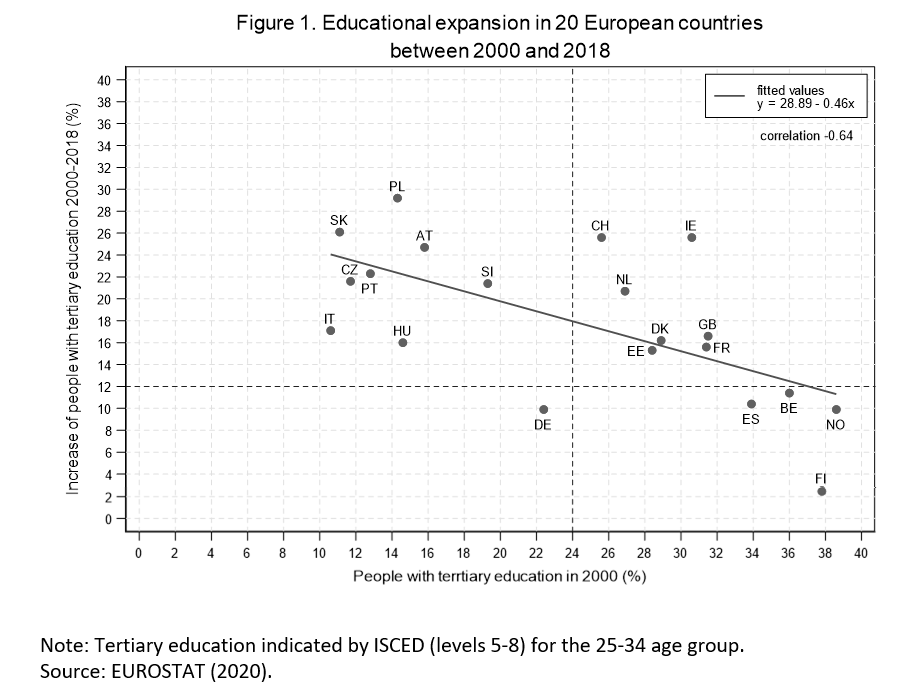 Figure 1. Educational expansion in 20 European countries
between 2000 and 2018
Increase of people with tertiary education 2000-2018 (%)
40
38
36
34
32
30
28
26
24
22
20
18
16
14
12
10
8
6
4
2
0
fitted values
y = 28.89 - 0.46x
correlation -0.64
PL
SK
CH
IE
AT
CZ
PT
SI
NL
IT
HU
DK
GB
EE
FR
DE
ES
BE
NO
FI
0 2 4 6 8 10 12 14 16 18 20 22 24 26 28 30 32 34 36 38 40
People with terrtiary education in 2000 (%)
Note: Tertiary education indicated by ISCED (levels 5-8) for the 25-34 age group.
Source: EUROSTAT (2020).